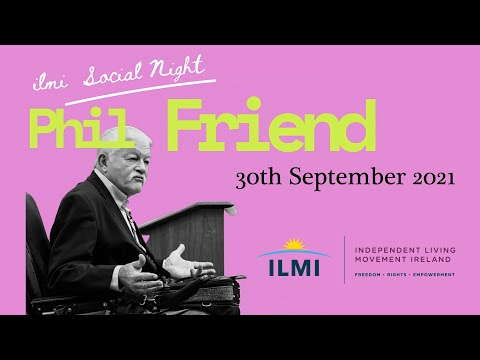 ilmi Social Night
Phil Friend
30th September 2021
ILMI
INDEPENDENT LIVING
MOVEMENT IRELAND
FREEDOM • RIGHTS • EMPOWERMENT